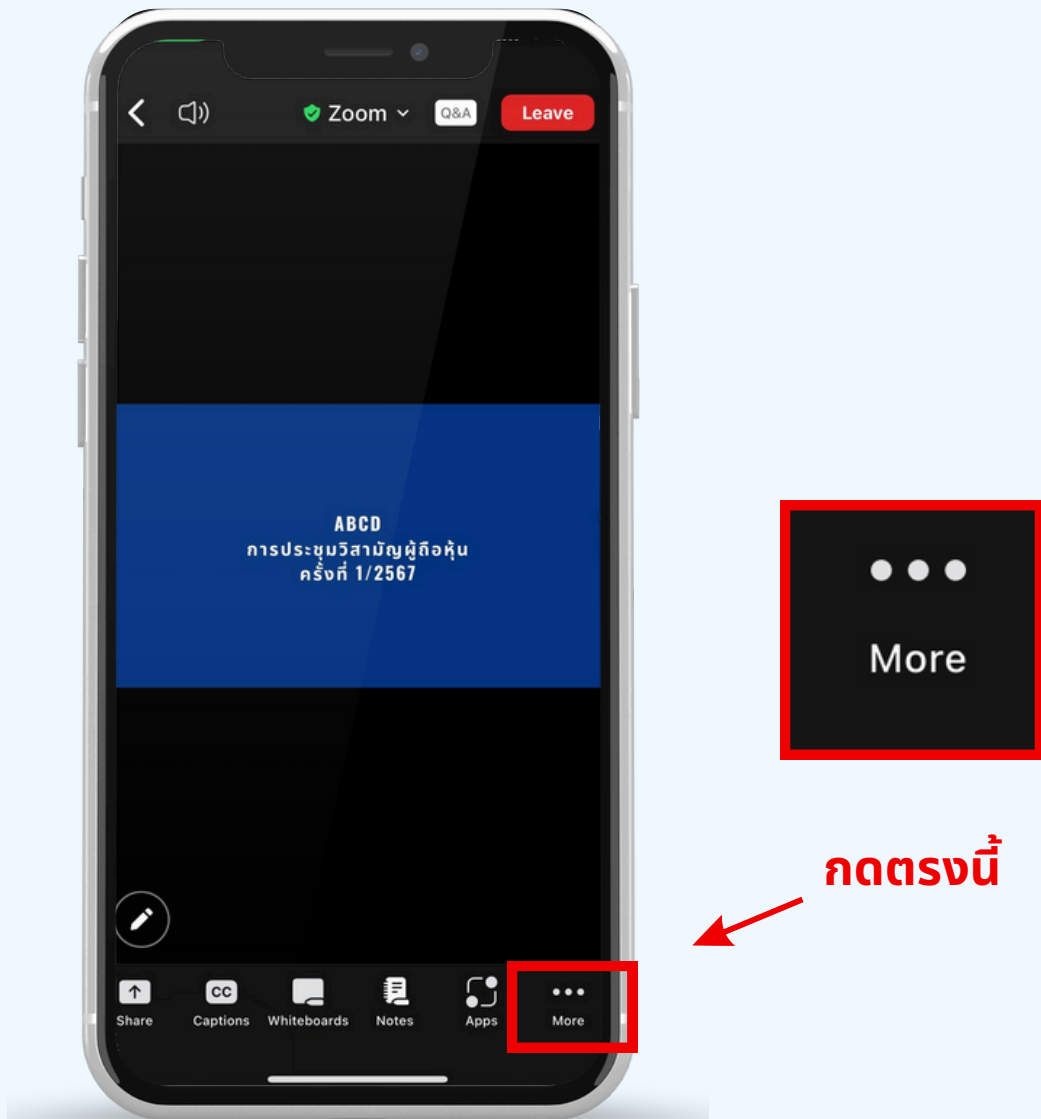 Zoom
Q&A
Leave
ABCD
การประชุมวิสามัญผู้ถือหุ้น
ครั้งที่ 1/2567
More
กดตรงนี้
CC
Share
Captions
Whiteboards
Notes
Apps
More